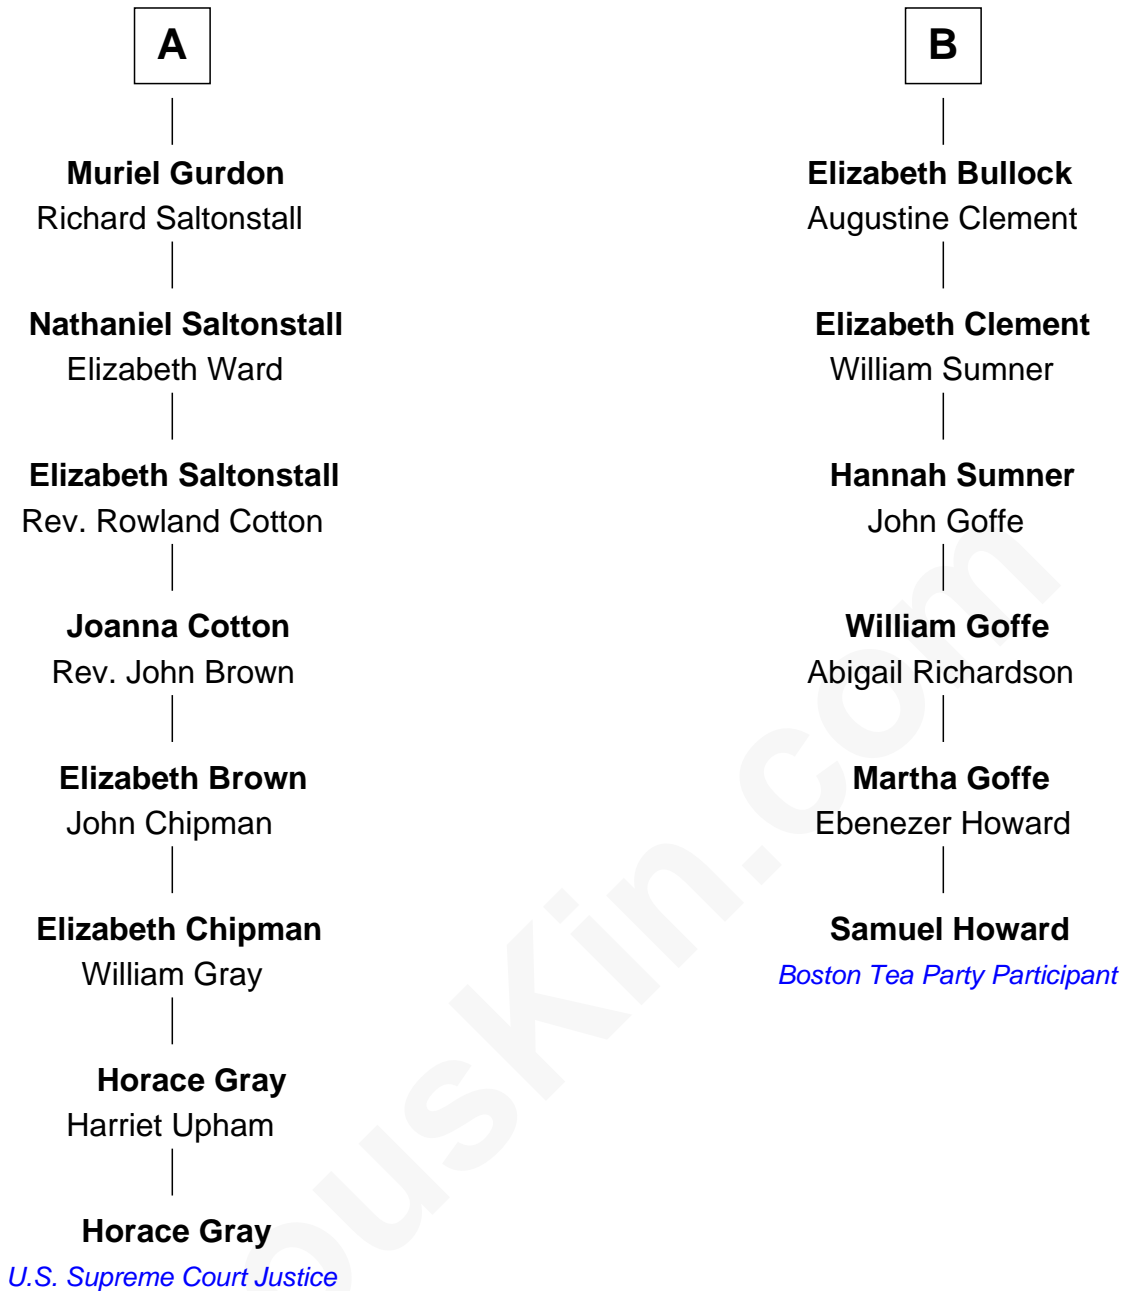 A
Muriel Gurdon
Richard Saltonstall
Nathaniel Saltonstall
Elizabeth Ward
Elizabeth Saltonstall
Rev. Rowland Cotton
Joanna Cotton
Rev. John Brown
Elizabeth Brown
John Chipman
Elizabeth Chipman
William Gray
Horace Gray
Harriet Upham
Horace Gray
U.S. Supreme Court Justice
B
Elizabeth Bullock
Augustine Clement
Elizabeth Clement
William Sumner
Hannah Sumner
John Goffe
William Goffe
Abigail Richardson
Martha Goffe
Ebenezer Howard
Samuel Howard
Boston Tea Party Participant
ousKin.com